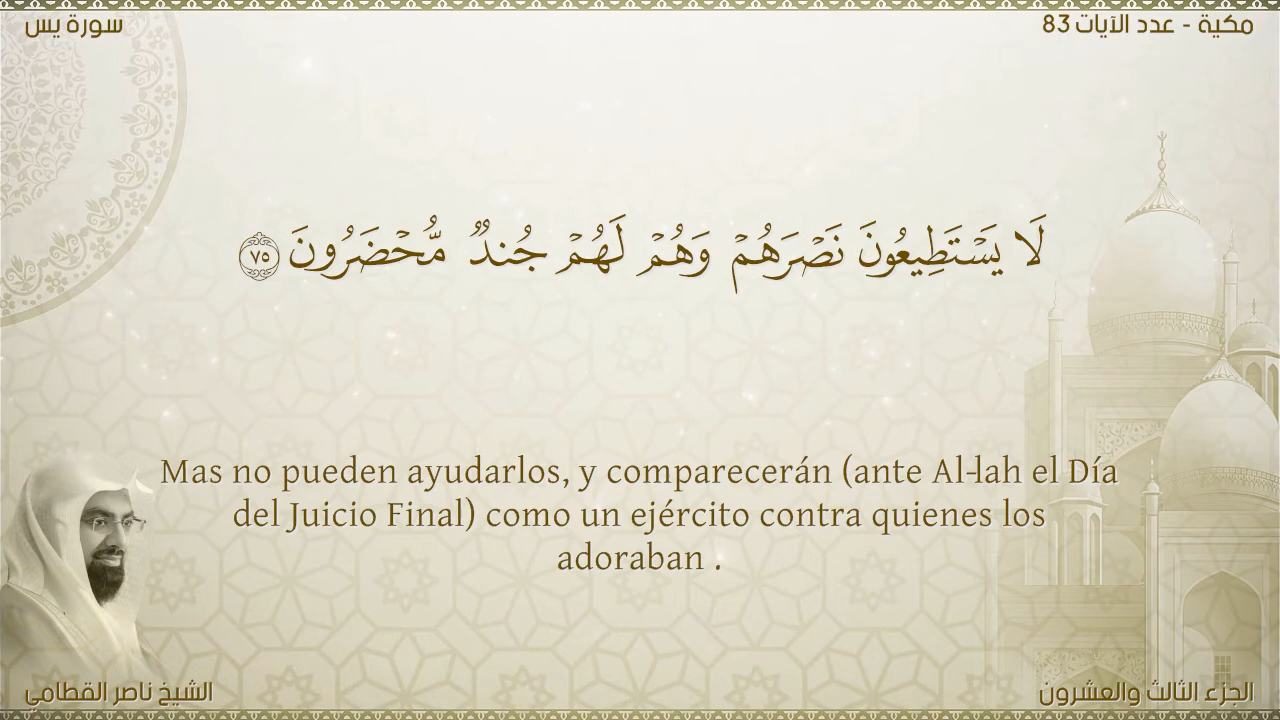 مكية - عدد الآيات 83
سورة يس
لَا يَسۡتَطِيعُونَ نَصۡرَهُمۡ وَهُمۡ لَهُمۡ جُندٞ مُّحۡضَرُونَ ٧٥
Mas no pueden ayudarlos, y comparecerán (ante Al-lah el Día
del Juicio Final) como un ejército contra quienes los
adoraban .
الجزء الثالث والعشرون
الشيخ ناصر القطامي